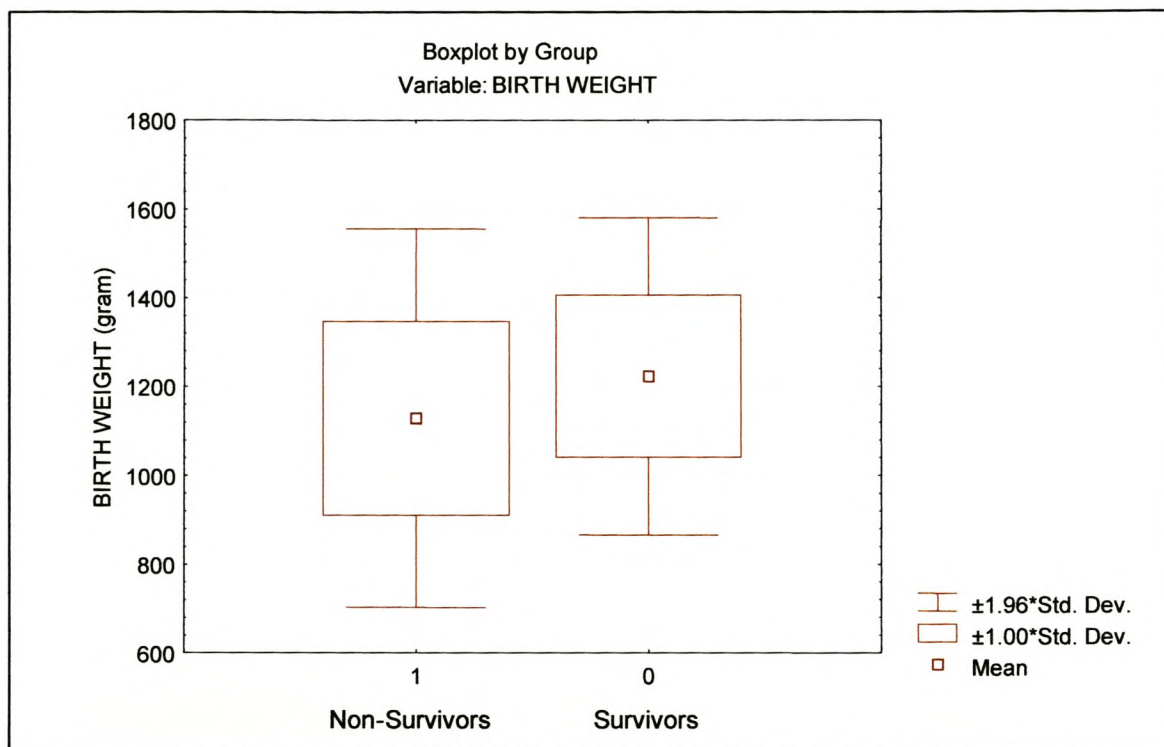 Boxplot by Group
Variable: BIRTH WEIGHT
BIRTH WEIGHT (gram)
1800
1600
1400
1200
1000
800
600
1 0
Non-Survivors Survivors
±1.96*Std. Dev.
±1.00*Std. Dev.
Mean